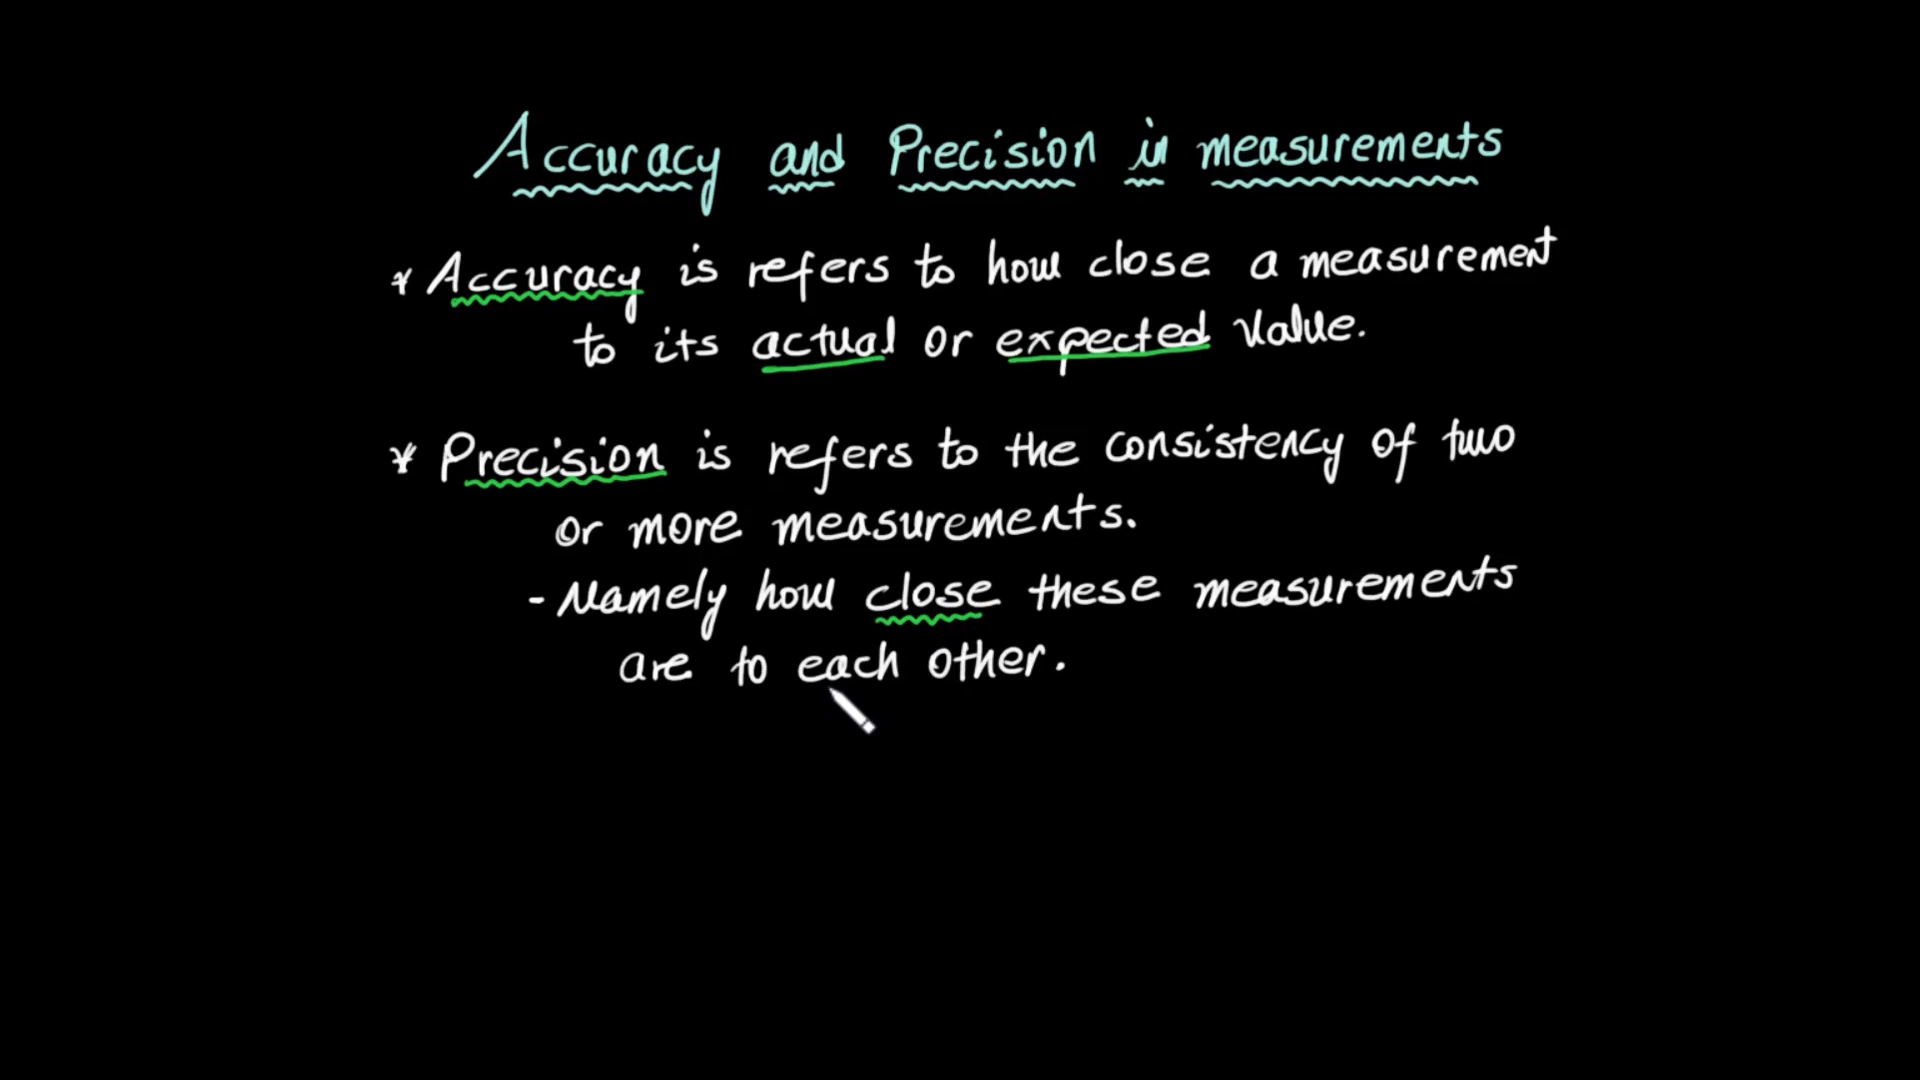 Accuracy and Precision in measurements
* Accuracy is refers to how close a measurement
to its actual or expected value.
* Precision is refers to the consistency of two
or more measurements.
- Namely how close these measurements
are to each other.